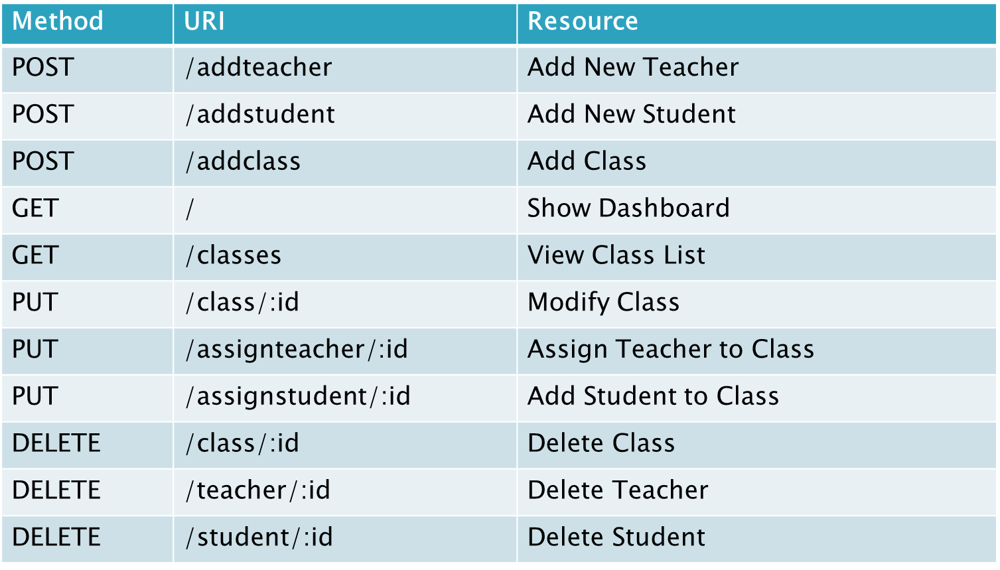 Method URI Resource
POST /addteacher Add New Teacher
POST /addstudent Add New Student
POST /addclass Add Class
GET / Show Dashboard
GET /classes View Class List
PUT /class/:id Modify Class
PUT /assignteacher/:id Assign Teacher to Class
PUT /assignstudent/:id Add Student to Class
DELETE /class/:id Delete Class
DELETE /teacher/:id Delete Teacher
DELETE /student/:id Delete Student